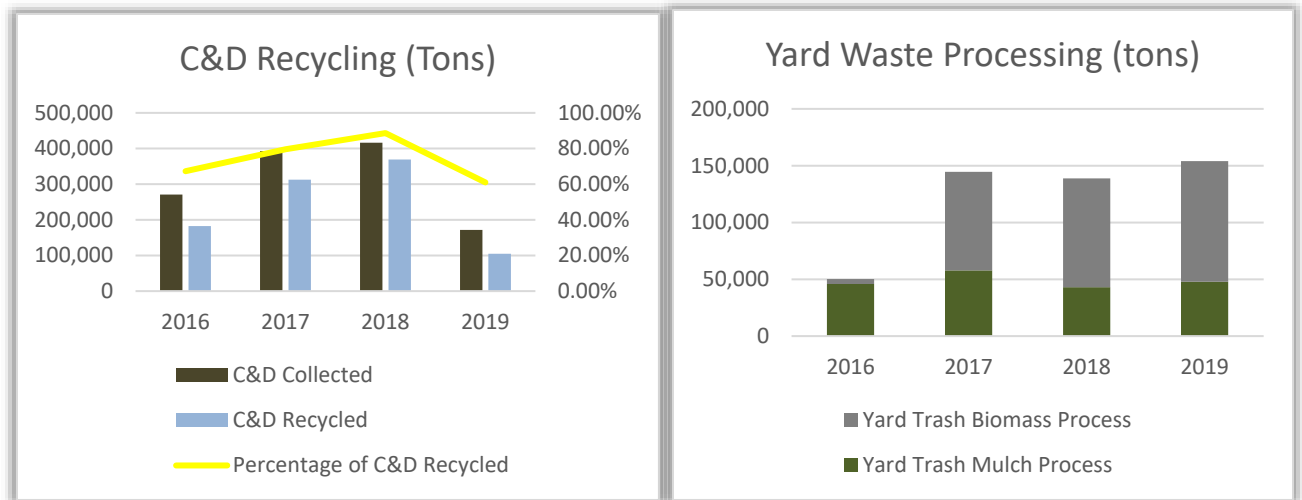 C&D Recycling (Tons)
500,000
400,000
300,000
200,000
100,000
0
100.00%
80.00%
60.00%
40.00%
20.00%
0.00%
2016 2017 2018 2019
C&D Collected
C&D Recycled
Percentage of C&D Recycled
Yard Waste Processing (tons)
200,000
150,000
100,000
50,000
0
2016 2017 2018 2019
Yard Trash Biomass Process
Yard Trash Mulch Process